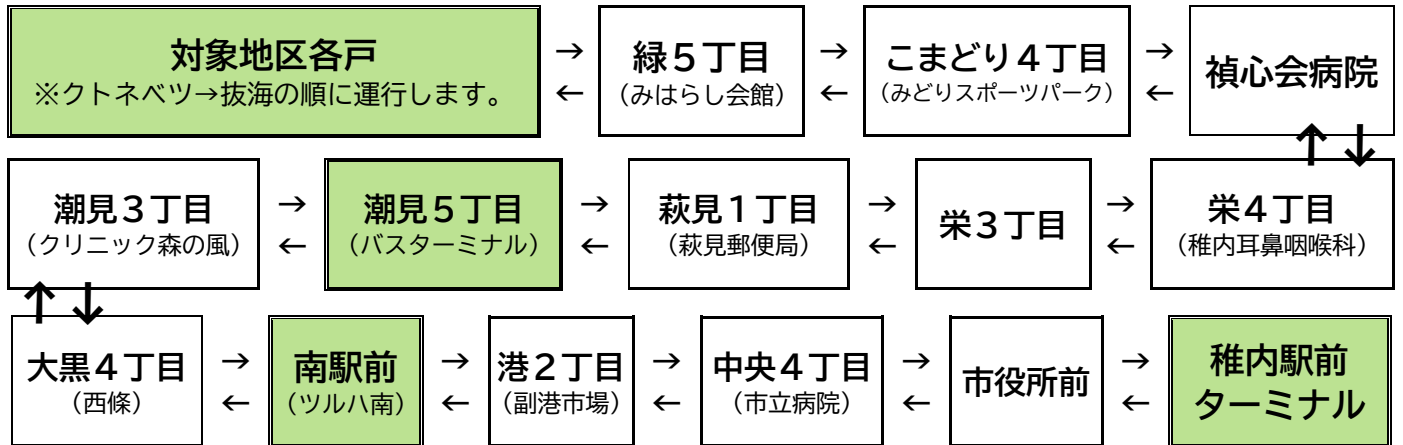 対象地区各戸
※クトネベツ→抜海の順に運行します。
→
←
緑５丁目
（みはらし会館）
→
←
こまどり４丁目
（みどりスポーツパーク）
→
←
禎心会病院
↑↓
潮見３丁目
（クリニック森の風）
→
←
潮見５丁目
（バスターミナル）
→
←
萩見１丁目
（萩見郵便局）
→
←
栄３丁目
→
←
栄４丁目
（稚内耳鼻咽喉科）
↑↓
大黒４丁目
（西條）
→
←
南駅前
（ツルハ南）
→
←
港２丁目
（副港市場）
→
←
中央４丁目
（市立病院）
→
←
市役所前
→
←
稚内駅前
ターミナル